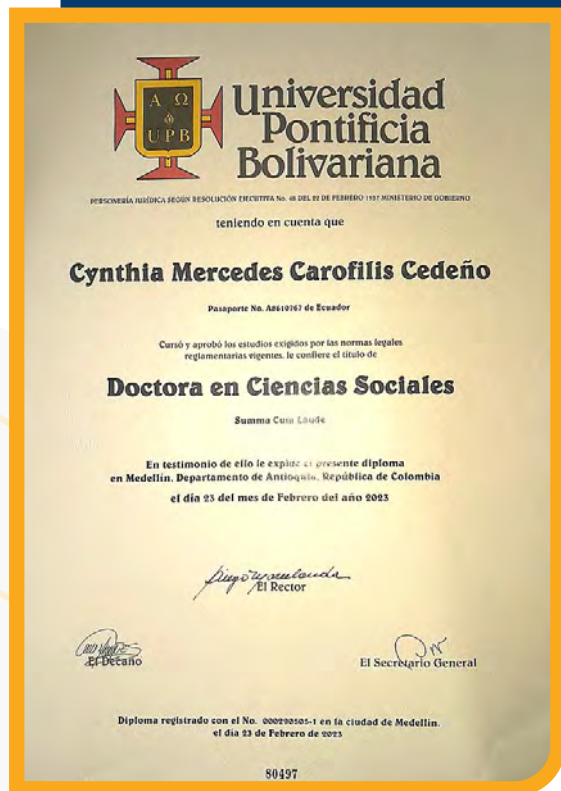 A Ω
UPB
Universidad
Pontificia
Bolivariana
PERSONERÍA JURÍDICA SEGÚN RESOLUCIÓN EJECUTIVA No. 48 DEL 22 DE FEBRERO 1937 MINISTERIO DE GOBIERNO
teniendo en cuenta que
Cynthia Mercedes Carofilis Cedeño
Pasaporte No. A8610767 de Ecuador
Cursó y aprobó los estudios exigidos por las normas legales
reglamentarias vigentes, le confiere el título de
Doctora en Ciencias Sociales
Summa Cum Laude
En testimonio de ello le expide el presente diploma
en Medellín, Departamento de Antioquia, República de Colombia
el día 23 del mes de Febrero del año 2023
El Rector
El Decano
El Secretario General
Diploma registrado con el No. 000290505-1 en la ciudad de Medellín,
el día 23 de Febrero de 2023
80497